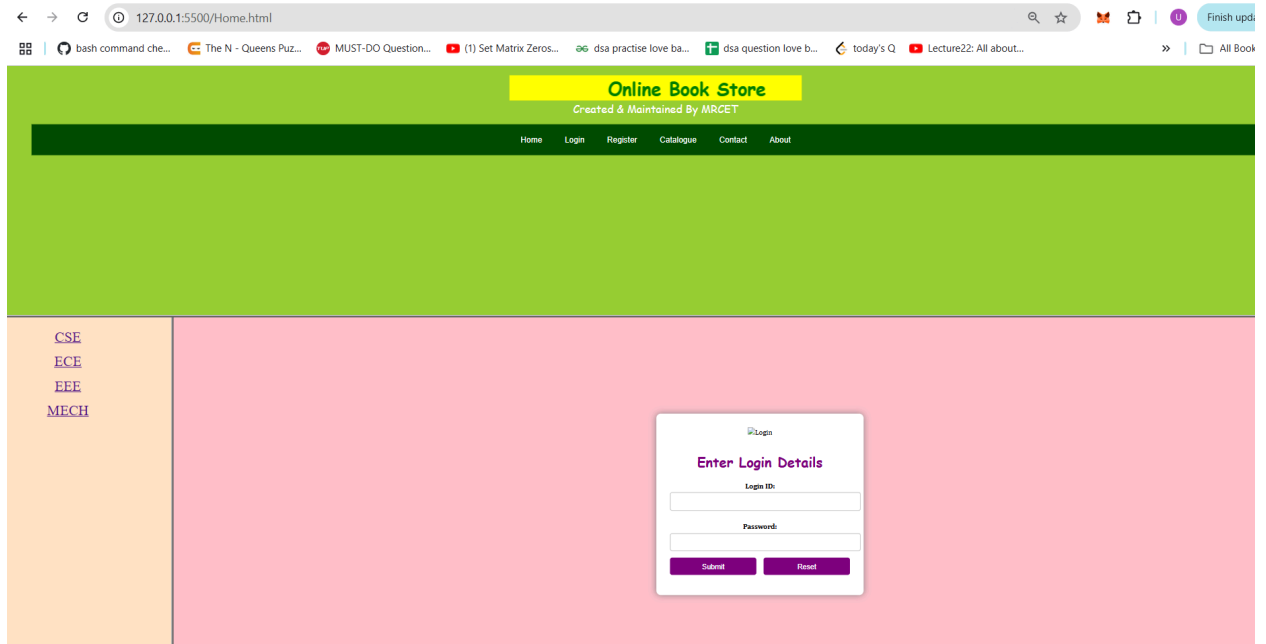 127.0.0.1:5500/Home.html
U
Finish upda
bash command che...
The N - Queens Puz...
MUST-DO Question...
(1) Set Matrix Zeros...
dsa practise love ba...
dsa question love b...
today's Q
Lecture22: All about...
»
All Book
Online Book Store
Created & Maintained By MRCET
Home Login Register Catalogue Contact About
CSE
ECE
EEE
MECH
Login
Enter Login Details
Login ID:
Password:
Submit Reset